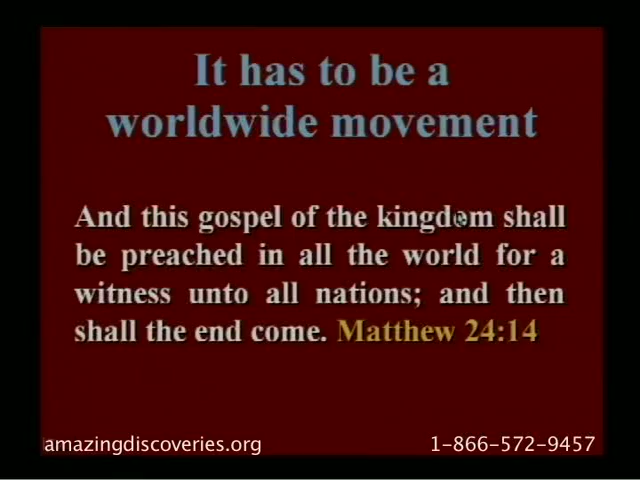 It has to be a
worldwide movement
And this gospel of the kingdom shall
be preached in all the world for a
witness unto all nations; and then
shall the end come. Matthew 24:14
amazingdiscoveries.org
1-866-572-9457